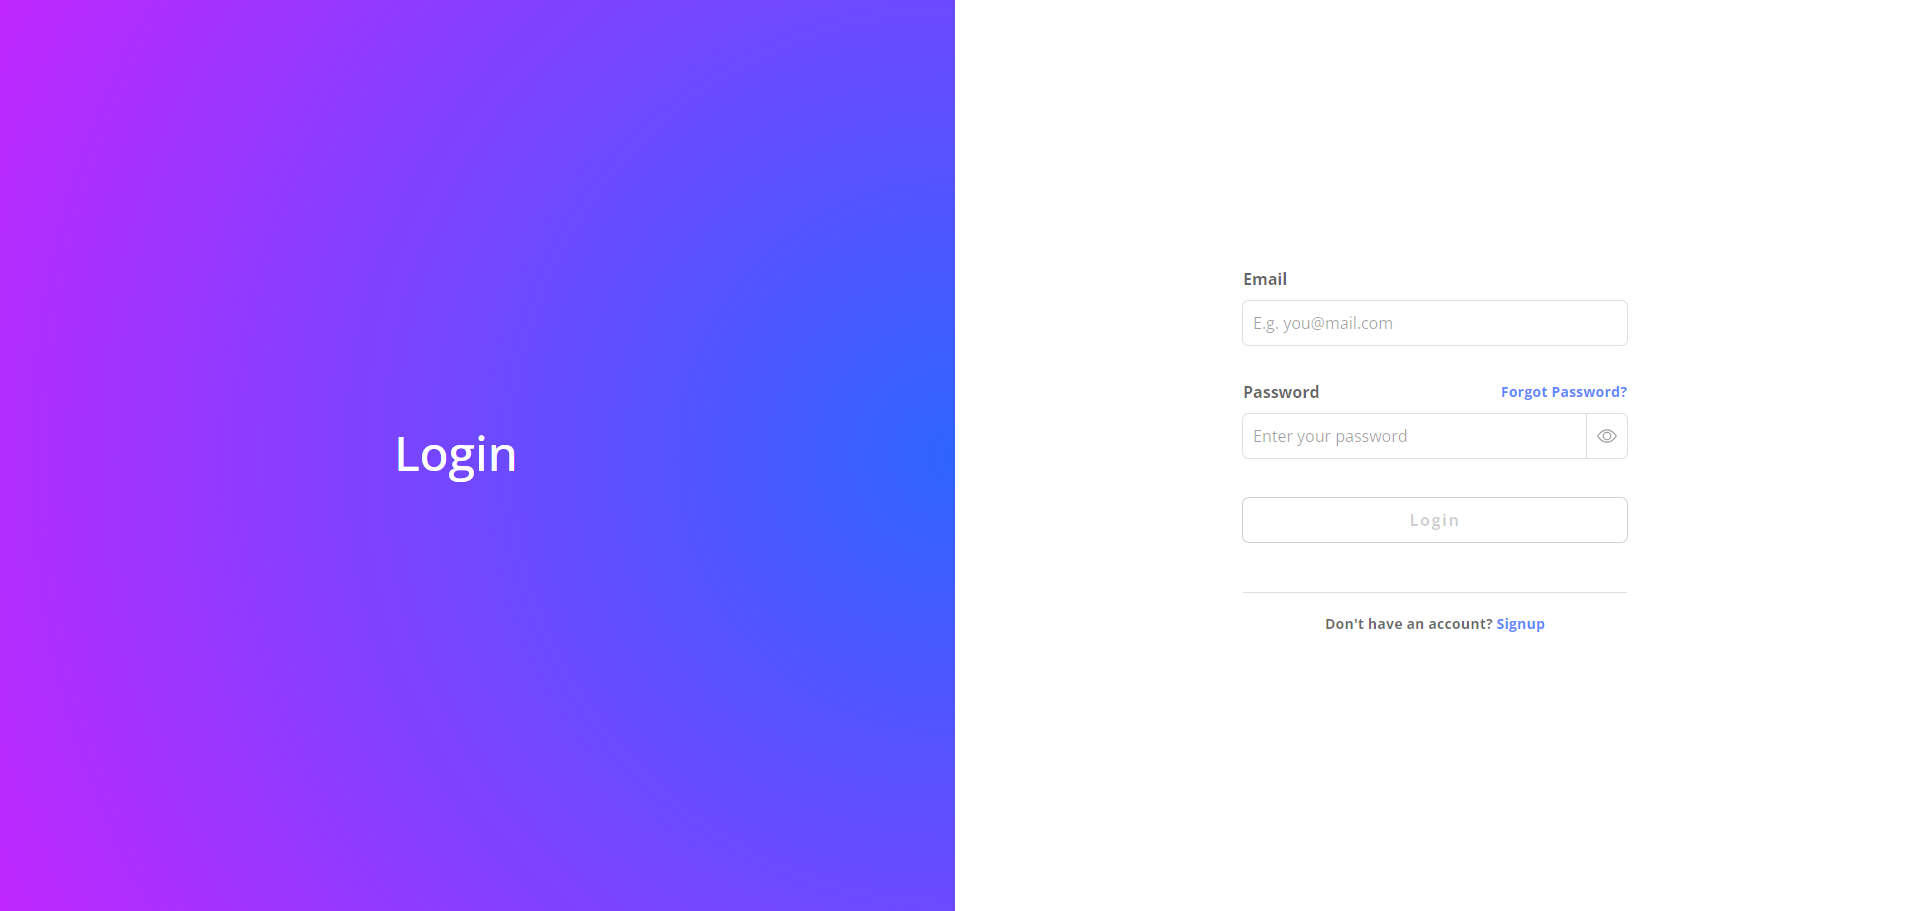 Login
Email
E.g. you@mail.com
Password Forgot Password?
Enter your password
Login
Don't have an account? Signup